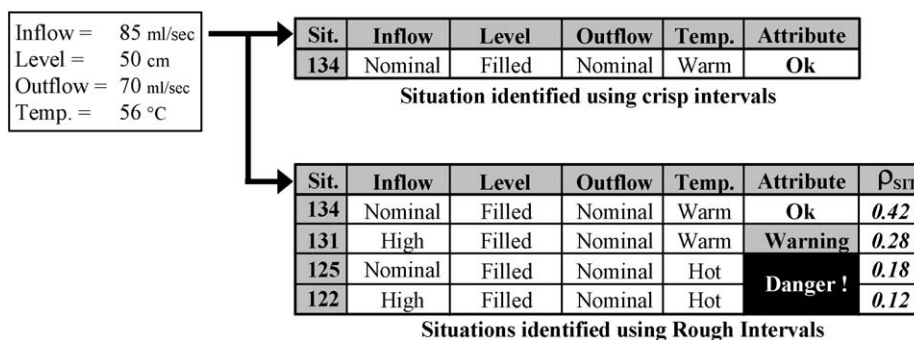 Inflow = 85 ml/sec
Level = 50 cm
Outflow = 70 ml/sec
Temp. = 56 °C
Sit. Inflow Level Outflow Temp. Attribute
134 Nominal Filled Nominal Warm Ok
Situation identified using crisp intervals
Sit. Inflow Level Outflow Temp. Attribute ρSIT
134 Nominal Filled Nominal Warm Ok 0.42
131 High Filled Nominal Warm Warning 0.28
125 Nominal Filled Nominal Hot Danger ! 0.18
122 High Filled Nominal Hot 0.12
Situations identified using Rough Intervals